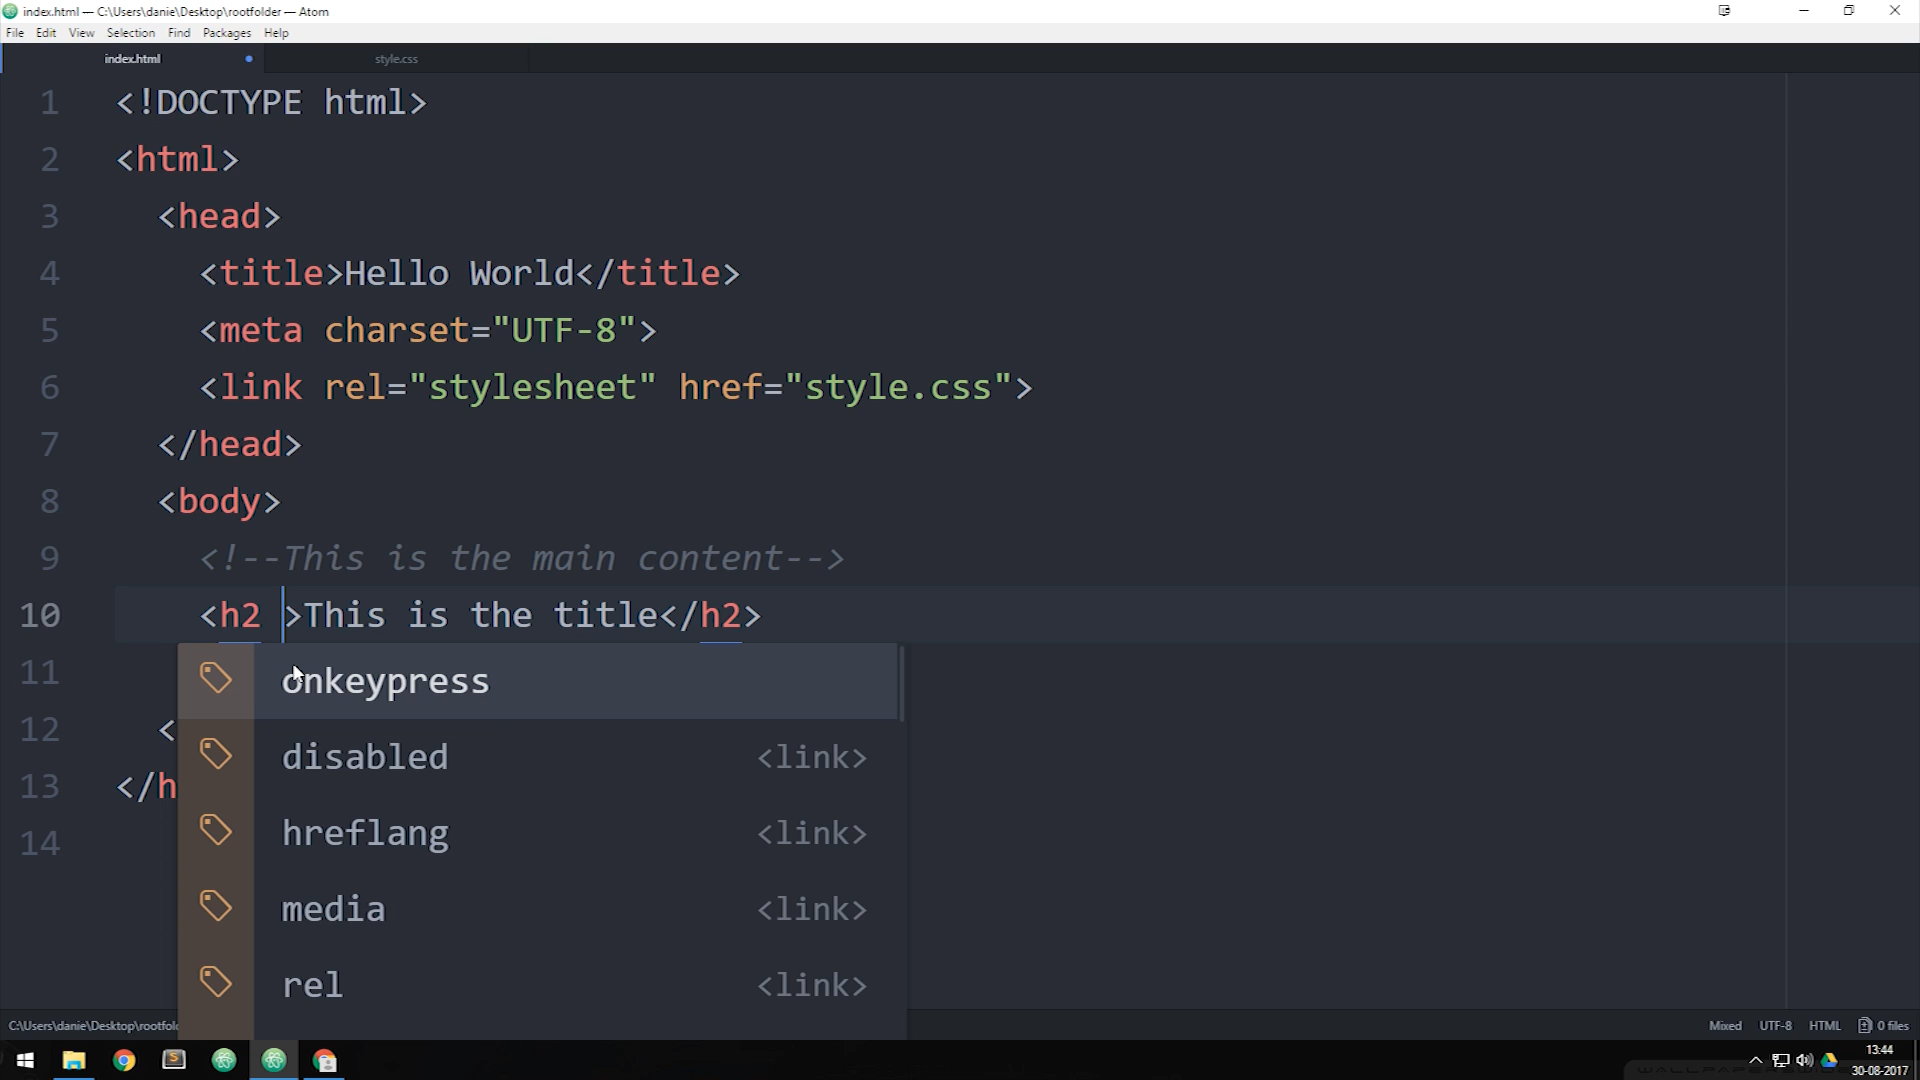 index.html — C:\Users\danie\Desktop\rootfolder — Atom
File Edit View Selection Find Packages Help
index.html style.css
1 <!DOCTYPE html>
2 <html>
3 <head>
4 <title>Hello World</title>
5 <meta charset="UTF-8">
6 <link rel="stylesheet" href="style.css">
7 </head>
8 <body>
9 <!--This is the main content-->
10 <h2 >This is the title</h2>
11
onkeypress
12 <
disabled <link>
13 </h
hreflang <link>
14
media <link>
rel <link>
C:\Users\danie\Desktop\rootfol Mixed UTF-8 HTML 0 files
13:44
30-08-2017